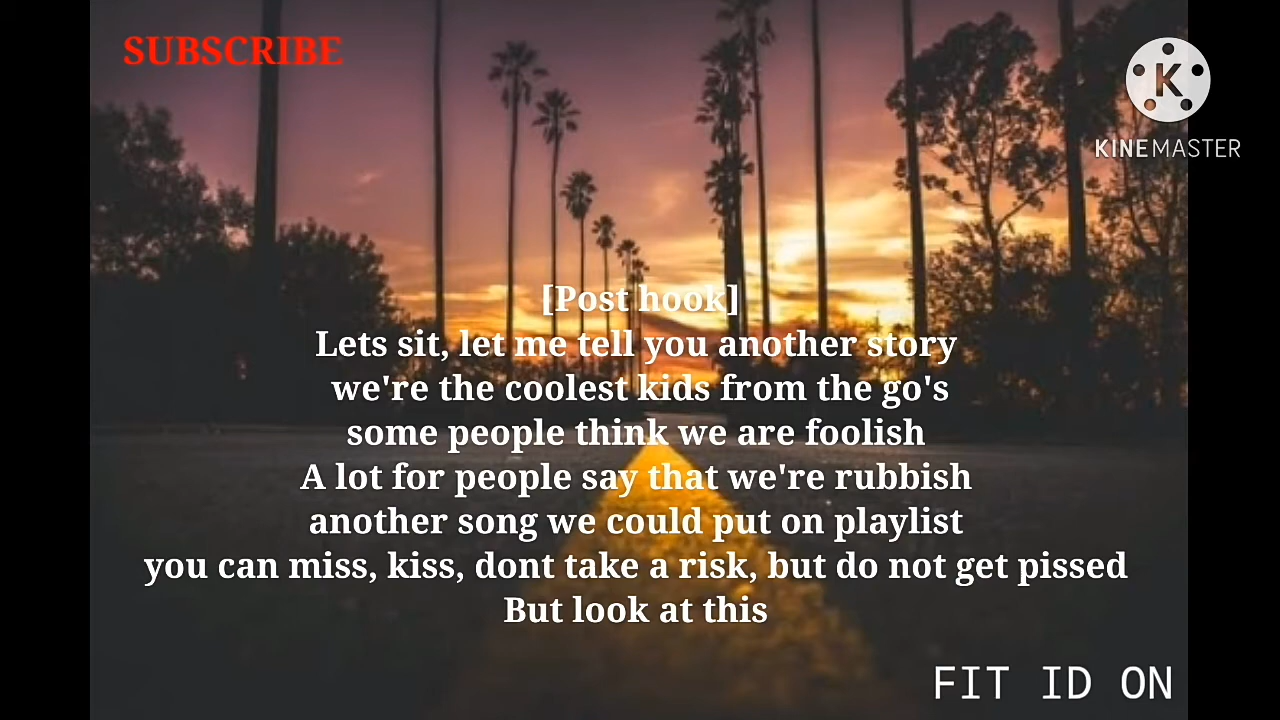 SUBSCRIBE
K
KINEMASTER
[Post hook]
Lets sit, let me tell you another story
we're the coolest kids from the go's
some people think we are foolish
A lot for people say that we're rubbish
another song we could put on playlist
you can miss, kiss, dont take a risk, but do not get pissed
But look at this
FIT ID ON